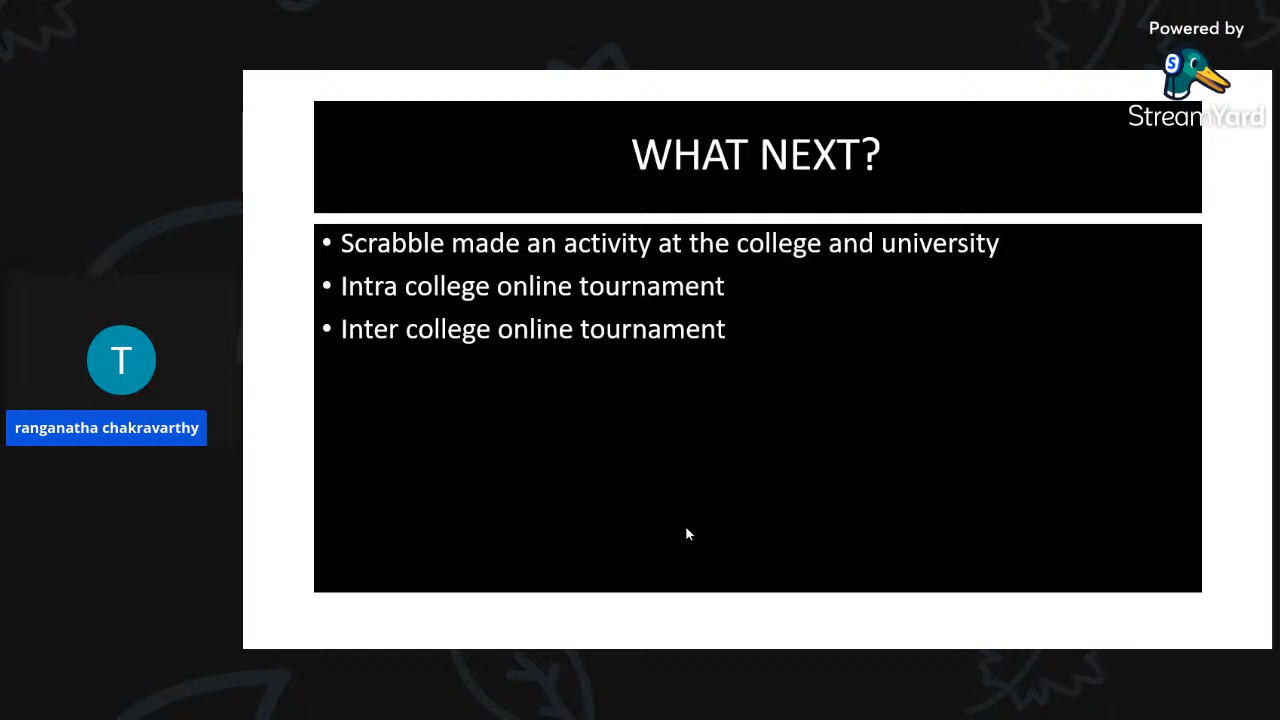 Powered by
S
StreamYard
WHAT NEXT?
• Scrabble made an activity at the college and university
• Intra college online tournament
• Inter college online tournament
T
ranganatha chakravarthy